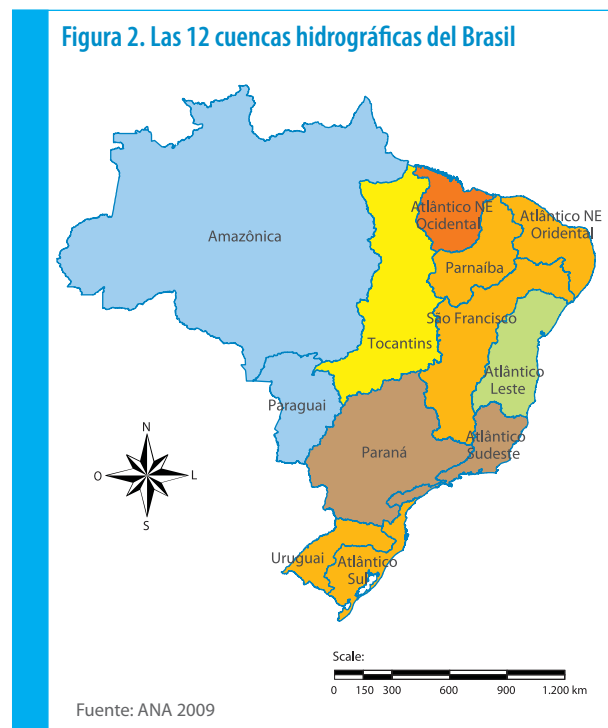 Figura 2. Las 12 cuencas hidrográficas del Brasil
Atlântico NE
Ocidental
Atlântico NE
Oridental
Amazônica
Parnaíba
São Francisco
Tocantins
Atlântico
Leste
Paraguai
Atlântico
Sudeste
Paraná
N
O
L
S
Uruguai
Atlântico
Sul
Scale:
0 150 300 600 900 1.200 km
Fuente: ANA 2009